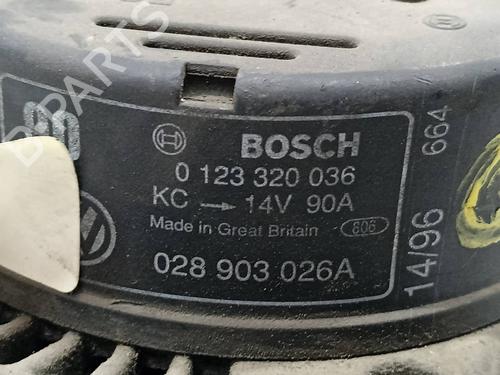 BOSCH
0 123 320 036
KC → 14V 90A
Made in Great Britain 806
028 903 026A
14/96 664
B-PARTS